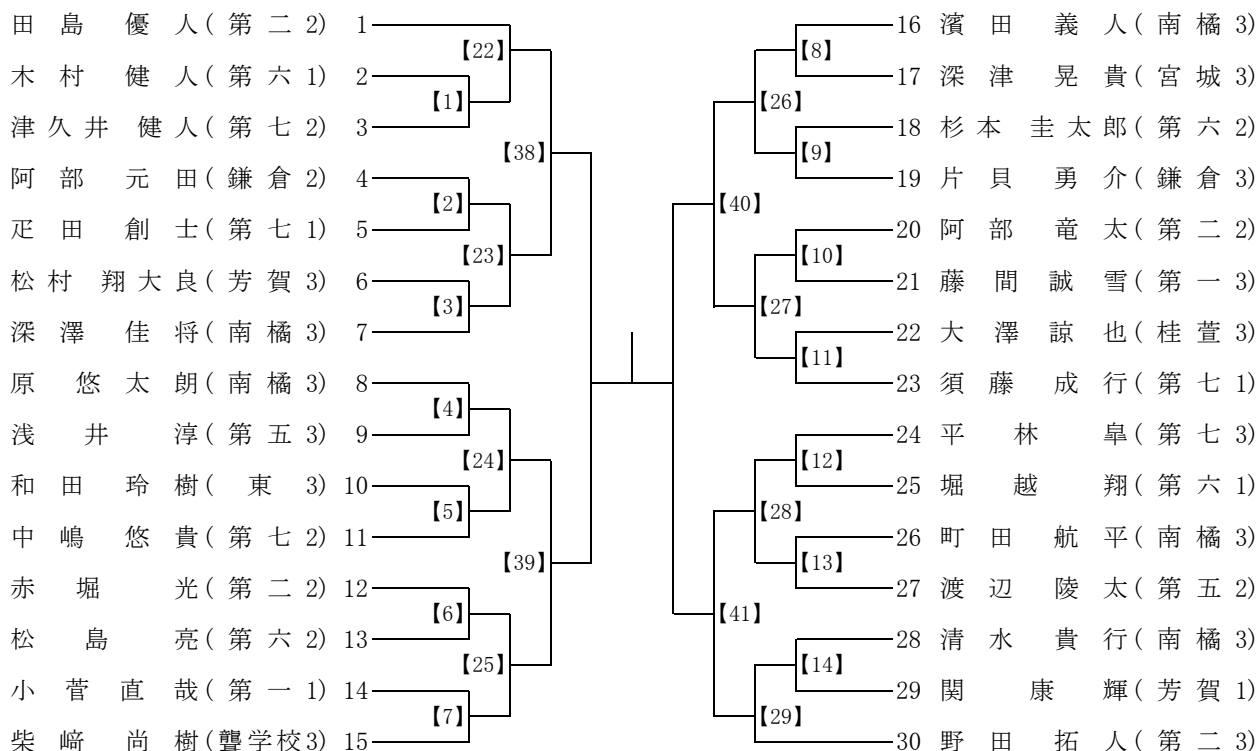 田島優人(第二2) 1
【22】
木村健人(第六1) 2
【1】
津久井健人(第七2) 3
【38】
阿部元田(鎌倉2) 4
【2】
疋田創士(第七1) 5
【23】
松村翔大良(芳賀3) 6
【3】
深澤佳将(南橘3) 7
原悠太朗(南橘3) 8
【4】
浅井淳(第五3) 9
【24】
和田玲樹(東3) 10
【5】
中嶋悠貴(第七2) 11
【39】
赤堀光(第二2) 12
【6】
松島亮(第六2) 13
【25】
小菅直哉(第一1) 14
【7】
柴﨑尚樹(聾学校3) 15
16 濱田義人(南橘3)
【8】
17 深津晃貴(宮城3)
【26】
18 杉本圭太郎(第六2)
【9】
19 片貝勇介(鎌倉3)
【40】
20 阿部竜太(第二2)
【10】
21 藤間誠雪(第一3)
【27】
22 大澤諒也(桂萱3)
【11】
23 須藤成行(第七1)
24 平林皐(第七3)
【12】
25 堀越翔(第六1)
【28】
26 町田航平(南橘3)
【13】
27 渡辺陵太(第五2)
【41】
28 清水貴行(南橘3)
【14】
29 関康輝(芳賀1)
【29】
30 野田拓人(第二3)